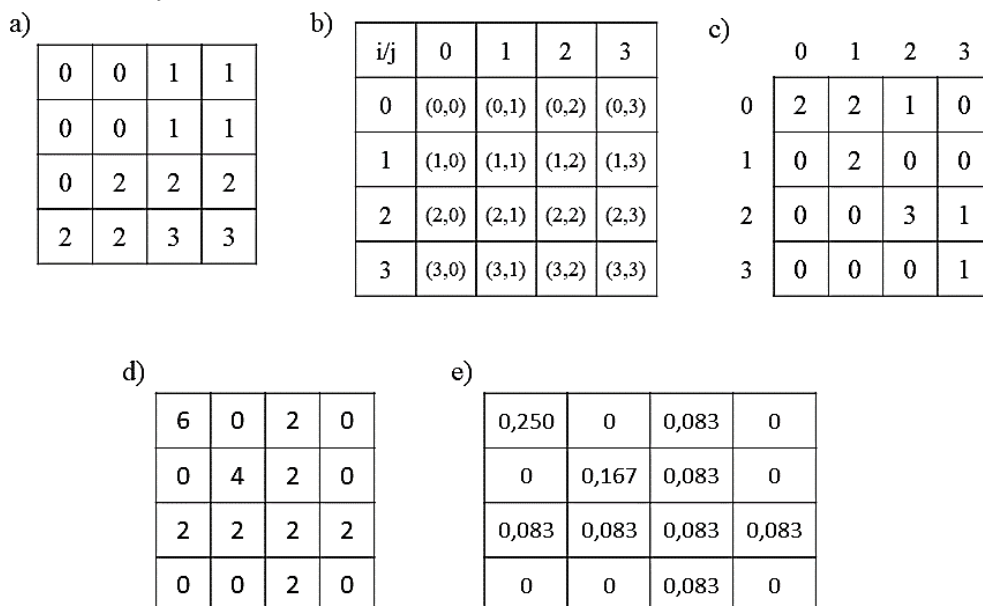 a)
0 0 1 1
0 0 1 1
0 2 2 2
2 2 3 3
b)
i/j 0 1 2 3
0 (0,0) (0,1) (0,2) (0,3)
1 (1,0) (1,1) (1,2) (1,3)
2 (2,0) (2,1) (2,2) (2,3)
3 (3,0) (3,1) (3,2) (3,3)
c)
0 1 2 3
0 2 2 1 0
1 0 2 0 0
2 0 0 3 1
3 0 0 0 1
d)
6 0 2 0
0 4 2 0
2 2 2 2
0 0 2 0
e)
0,250 0 0,083 0
0 0,167 0,083 0
0,083 0,083 0,083 0,083
0 0 0,083 0